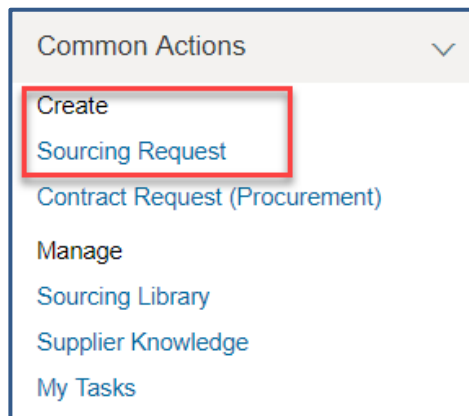 Common Actions
Create
Sourcing Request
Contract Request (Procurement)
Manage
Sourcing Library
Supplier Knowledge
My Tasks